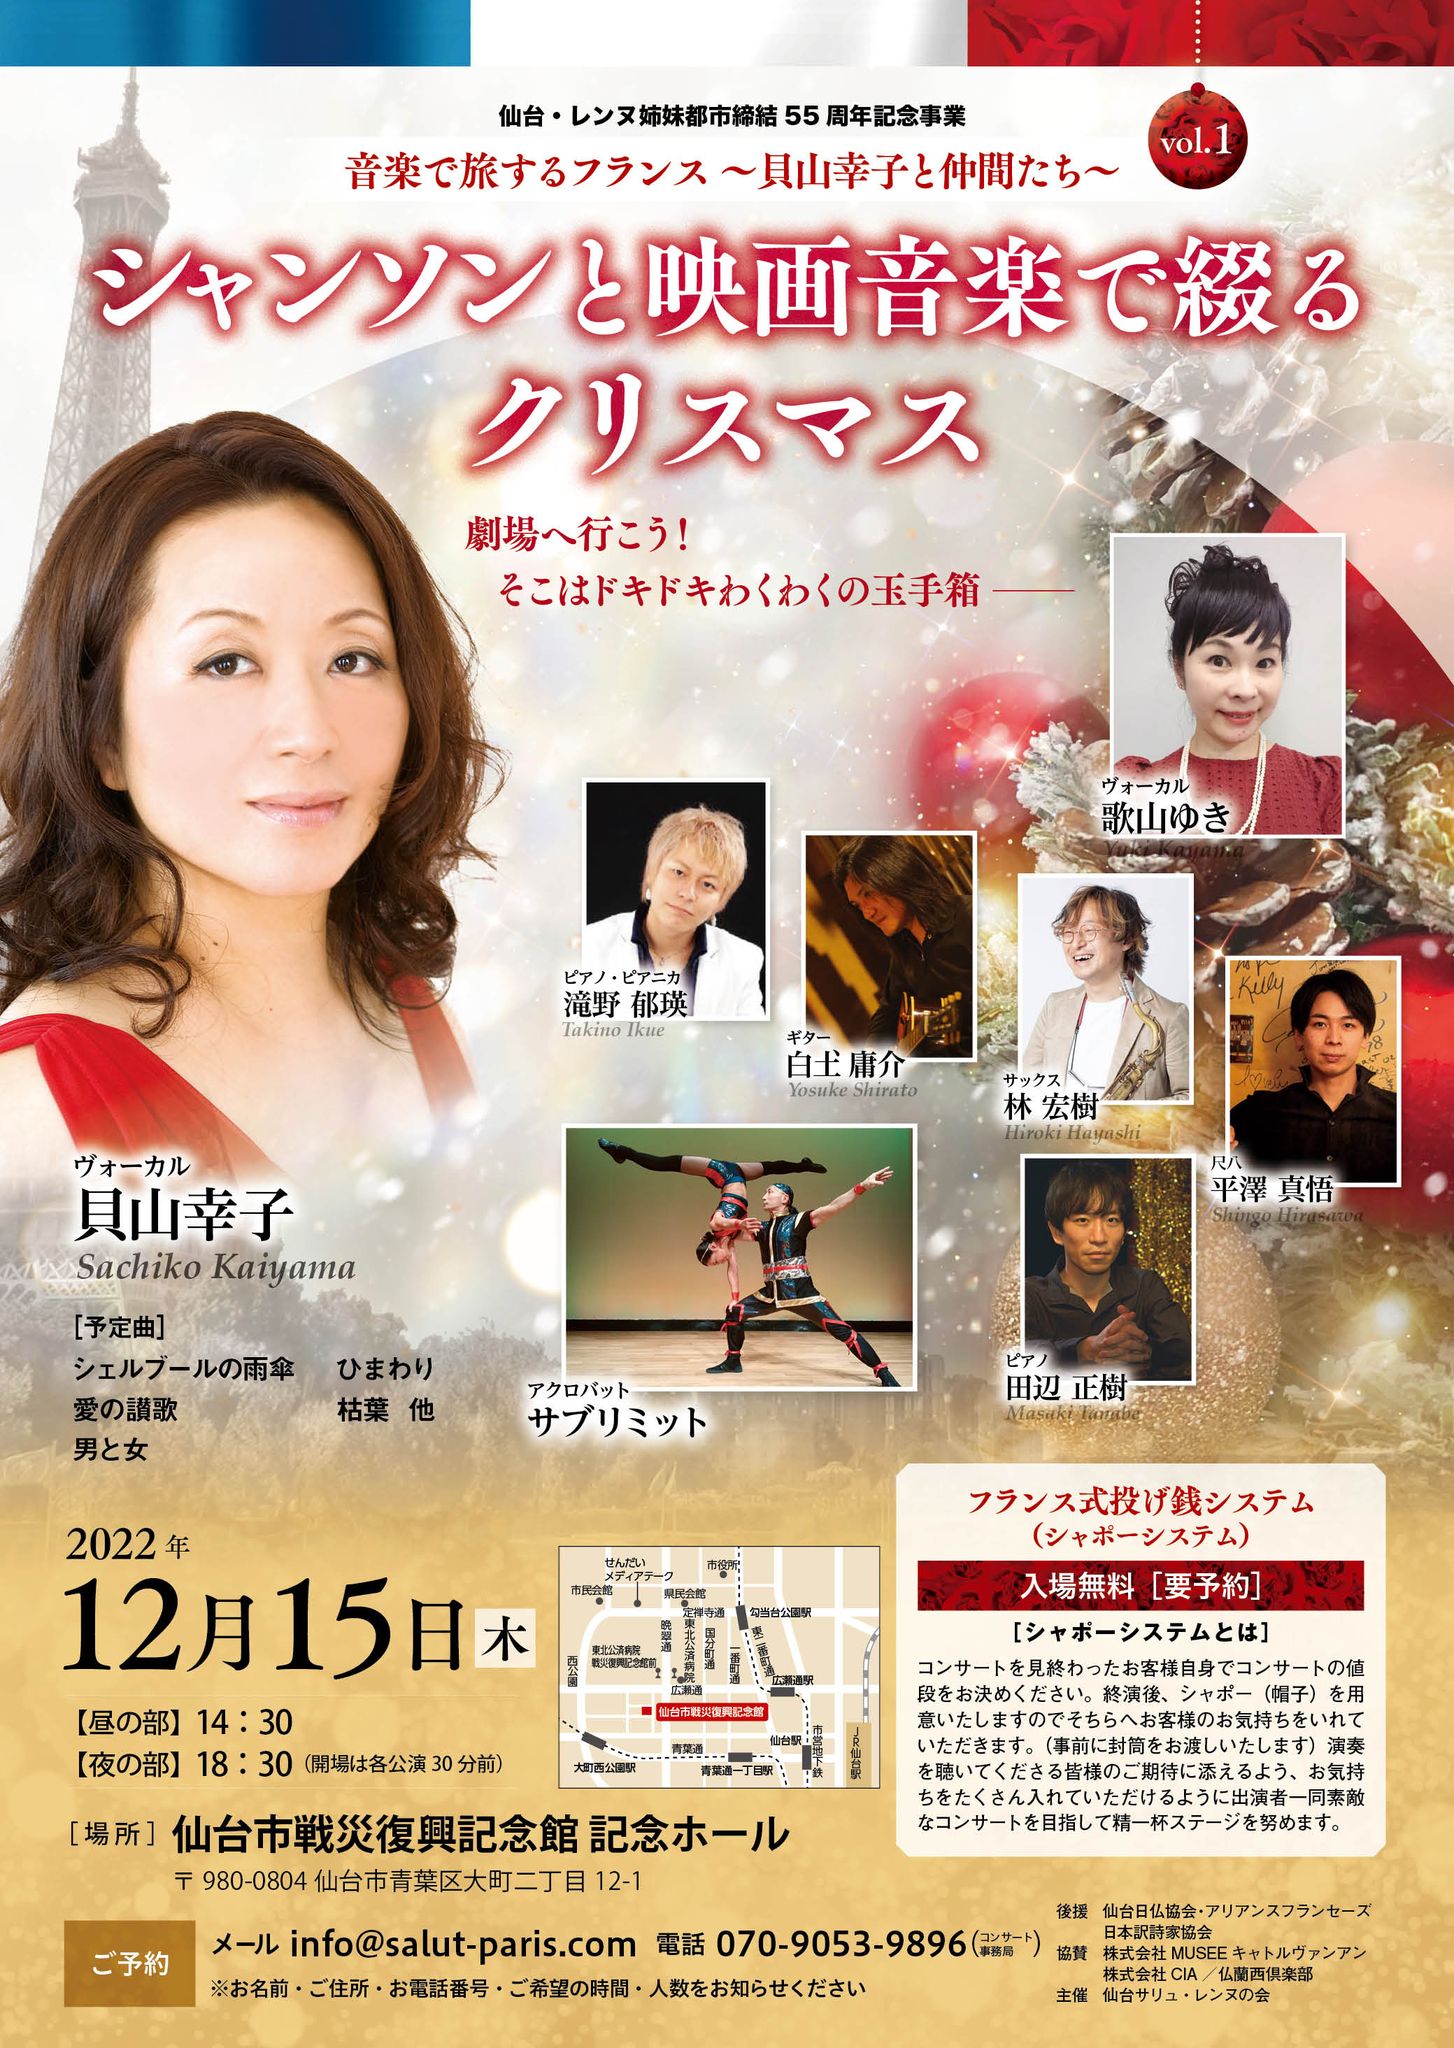 仙台・レンヌ姉妹都市締結55周年記念事業
音楽で旅するフランス ～貝山幸子と仲間たち～
vol.1
シャンソンと映画音楽で綴る
クリスマス
劇場へ行こう！
そこはドキドキわくわくの玉手箱――
ヴォーカル
歌山ゆき
Yuki Kayama
ピアノ・ピアニカ
滝野 郁瑛
Takino Ikue
ギター
白土 庸介
Yosuke Shirato
サックス
林 宏樹
Hiroki Hayashi
尺八
平澤 真悟
Shingo Hirasawa
ピアノ
田辺 正樹
Masaki Tanabe
アクロバット
サブリミット
ヴォーカル
貝山幸子
Sachiko Kaiyama
［予定曲］
シェルブールの雨傘 ひまわり
愛の讃歌 枯葉 他
男と女
2022年
12月15日 木
【昼の部】14：30
【夜の部】18：30（開場は各公演30分前）
［場所］仙台市戦災復興記念館 記念ホール
〒980-0804 仙台市青葉区大町二丁目12-1
せんだい
メディアテーク
市役所
市民会館
県民会館
定禅寺通
勾当台公園駅
晩翠通
東北公済病院
国分町通
一番町通
東二番町通
東北公済病院
戦災復興記念館前
西公園
広瀬通
広瀬通駅
仙台市戦災復興記念館
青葉通
仙台駅
大町西公園駅
青葉通一丁目駅
市営地下鉄
JR仙台駅
フランス式投げ銭システム
（シャポーシステム）
入場無料［要予約］
［シャポーシステムとは］
コンサートを見終わったお客様自身でコンサートの値
段をお決めください。終演後、シャポー（帽子）を用
意いたしますのでそちらへお客様のお気持ちをいれて
いただきます。（事前に封筒をお渡しいたします）演奏
を聴いてくださる皆様のご期待に添えるよう、お気持
ちをたくさん入れていただけるように出演者一同素敵
なコンサートを目指して精一杯ステージを努めます。
ご予約
メール info@salut-paris.com 電話 070-9053-9896（コンサート事務局）
※お名前・ご住所・お電話番号・ご希望の時間・人数をお知らせください
後援 仙台日仏協会・アリアンスフランセーズ
日本訳詩家協会
協賛 株式会社 MUSEE キャトルヴァンアン
株式会社 CIA ／仏蘭西倶楽部
主催 仙台サリュ・レンヌの会